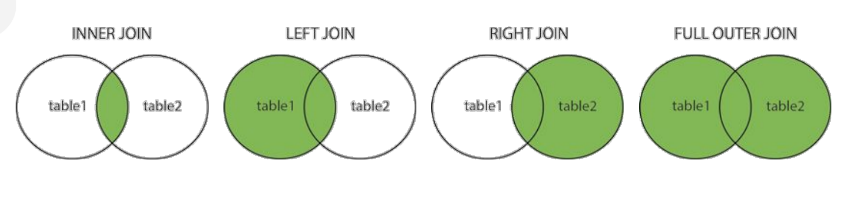 INNER JOIN
table1
table2
LEFT JOIN
table1
table2
RIGHT JOIN
table1
table2
FULL OUTER JOIN
table1
table2